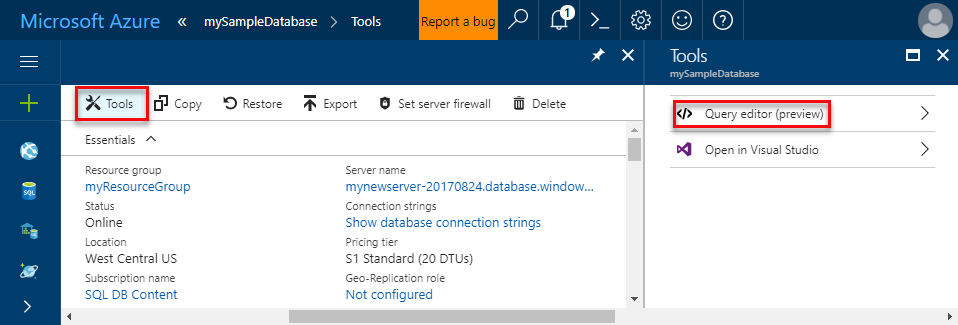 Microsoft Azure « mySampleDatabase > Tools Report a bug 1
Tools
mySampleDatabase
Tools Copy Restore Export Set server firewall Delete
Query editor (preview)
Essentials
Open in Visual Studio
Resource group Server name
myResourceGroup mynewserver-20170824.database.window...
Status Connection strings
Online Show database connection strings
Location Pricing tier
West Central US S1 Standard (20 DTUs)
Subscription name Geo-Replication role
SQL DB Content Not configured
SQL